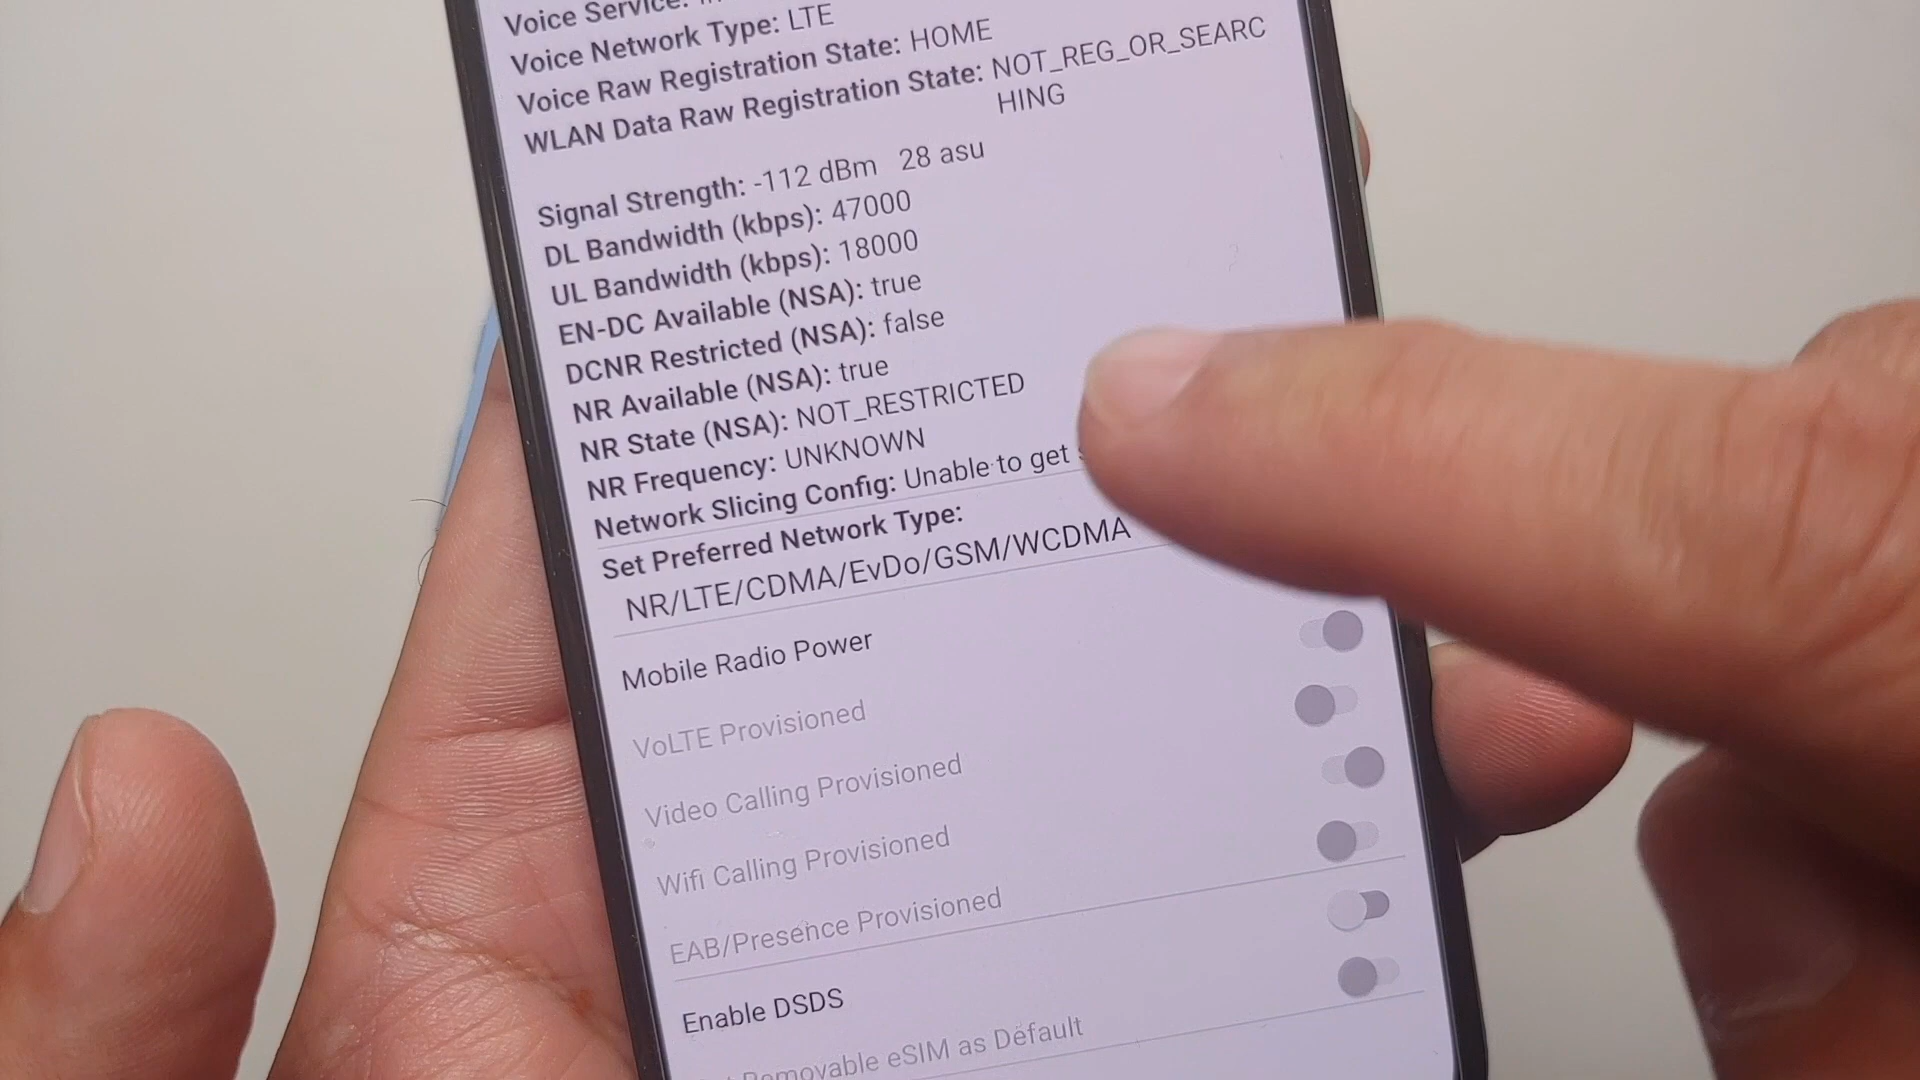 Voice Service:
Voice Network Type: LTE
Voice Raw Registration State: HOME
WLAN Data Raw Registration State: NOT_REG_OR_SEARC
HING
Signal Strength: -112 dBm 28 asu
DL Bandwidth (kbps): 47000
UL Bandwidth (kbps): 18000
EN-DC Available (NSA): true
DCNR Restricted (NSA): false
NR Available (NSA): true
NR State (NSA): NOT_RESTRICTED
NR Frequency: UNKNOWN
Network Slicing Config: Unable to get
Set Preferred Network Type:
NR/LTE/CDMA/EvDo/GSM/WCDMA
Mobile Radio Power
VoLTE Provisioned
Video Calling Provisioned
Wifi Calling Provisioned
EAB/Presence Provisioned
Enable DSDS
Removable eSIM as Default